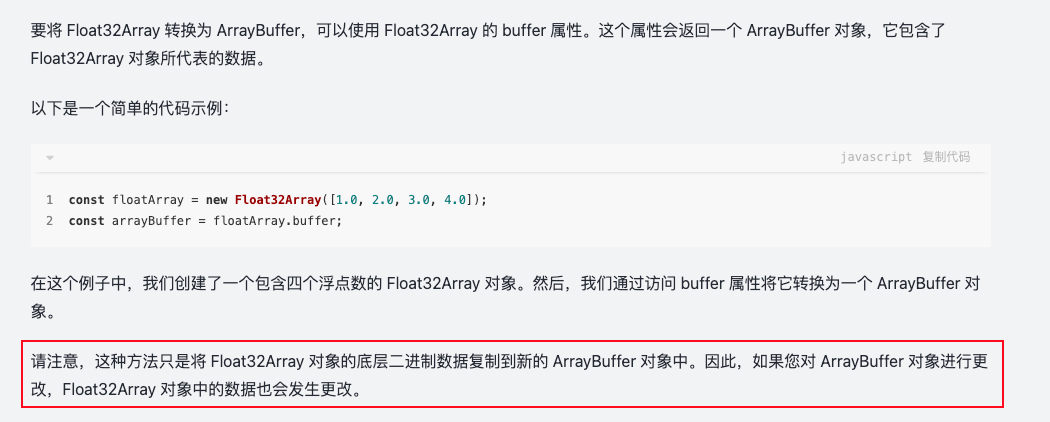 要将 Float32Array 转换为 ArrayBuffer，可以使用 Float32Array 的 buffer 属性。这个属性会返回一个 ArrayBuffer 对象，它包含了
Float32Array 对象所代表的数据。
以下是一个简单的代码示例：
javascript 复制代码
1 const floatArray = new Float32Array([1.0, 2.0, 3.0, 4.0]);
2 const arrayBuffer = floatArray.buffer;
在这个例子中，我们创建了一个包含四个浮点数的 Float32Array 对象。然后，我们通过访问 buffer 属性将它转换为一个 ArrayBuffer 对
象。
请注意，这种方法只是将 Float32Array 对象的底层二进制数据复制到新的 ArrayBuffer 对象中。因此，如果您对 ArrayBuffer 对象进行更
改，Float32Array 对象中的数据也会发生更改。